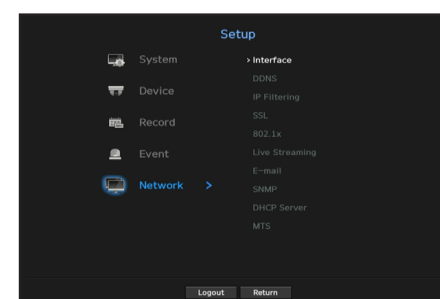 Setup
System
Device
Record
Event
Network >
> Interface
DDNS
IP Filtering
SSL
802.1x
Live Streaming
E-mail
SNMP
DHCP Server
MTS
Logout Return